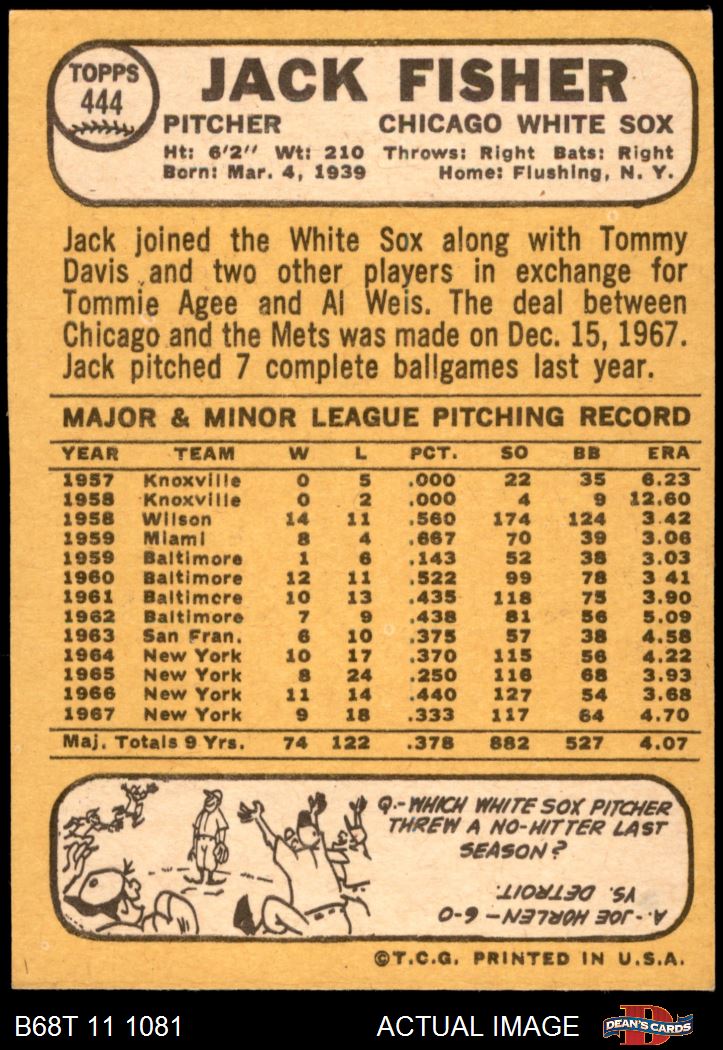 TOPPS
444
JACK FISHER
PITCHER CHICAGO WHITE SOX
Ht: 6'2" Wt: 210 Throws: Right Bats: Right
Born: Mar. 4, 1939 Home: Flushing, N. Y.
Jack joined the White Sox along with Tommy
Davis and two other players in exchange for
Tommie Agee and Al Weis. The deal between
Chicago and the Mets was made on Dec. 15, 1967.
Jack pitched 7 complete ballgames last year.
MAJOR & MINOR LEAGUE PITCHING RECORD
YEAR TEAM W L PCT. SO BB ERA
1957 Knoxville 0 5 .000 22 35 6.23
1958 Knoxville 0 2 .000 4 9 12.60
1958 Wilson 14 11 .560 174 124 3.42
1959 Miami 8 4 .667 70 39 3.06
1959 Baltimore 1 6 .143 52 38 3.03
1960 Baltimore 12 11 .522 99 78 3 41
1961 Baltimore 10 13 .435 118 75 3.90
1962 Baltimore 7 9 .438 81 56 5.09
1963 San Fran. 6 10 .375 57 38 4.58
1964 New York 10 17 .370 115 56 4.22
1965 New York 8 24 .250 116 68 3.93
1966 New York 11 14 .440 127 54 3.68
1967 New York 9 18 .333 117 64 4.70
Maj. Totals 9 Yrs. 74 122 .378 882 527 4.07
Q.-WHICH WHITE SOX PITCHER
THREW A NO-HITTER LAST
SEASON?
A.-JOE HORLEN-6-0
VS. DETROIT.
©T.C.G. PRINTED IN U.S.A.
B68T 11 1081 ACTUAL IMAGE DEAN'S CARDS